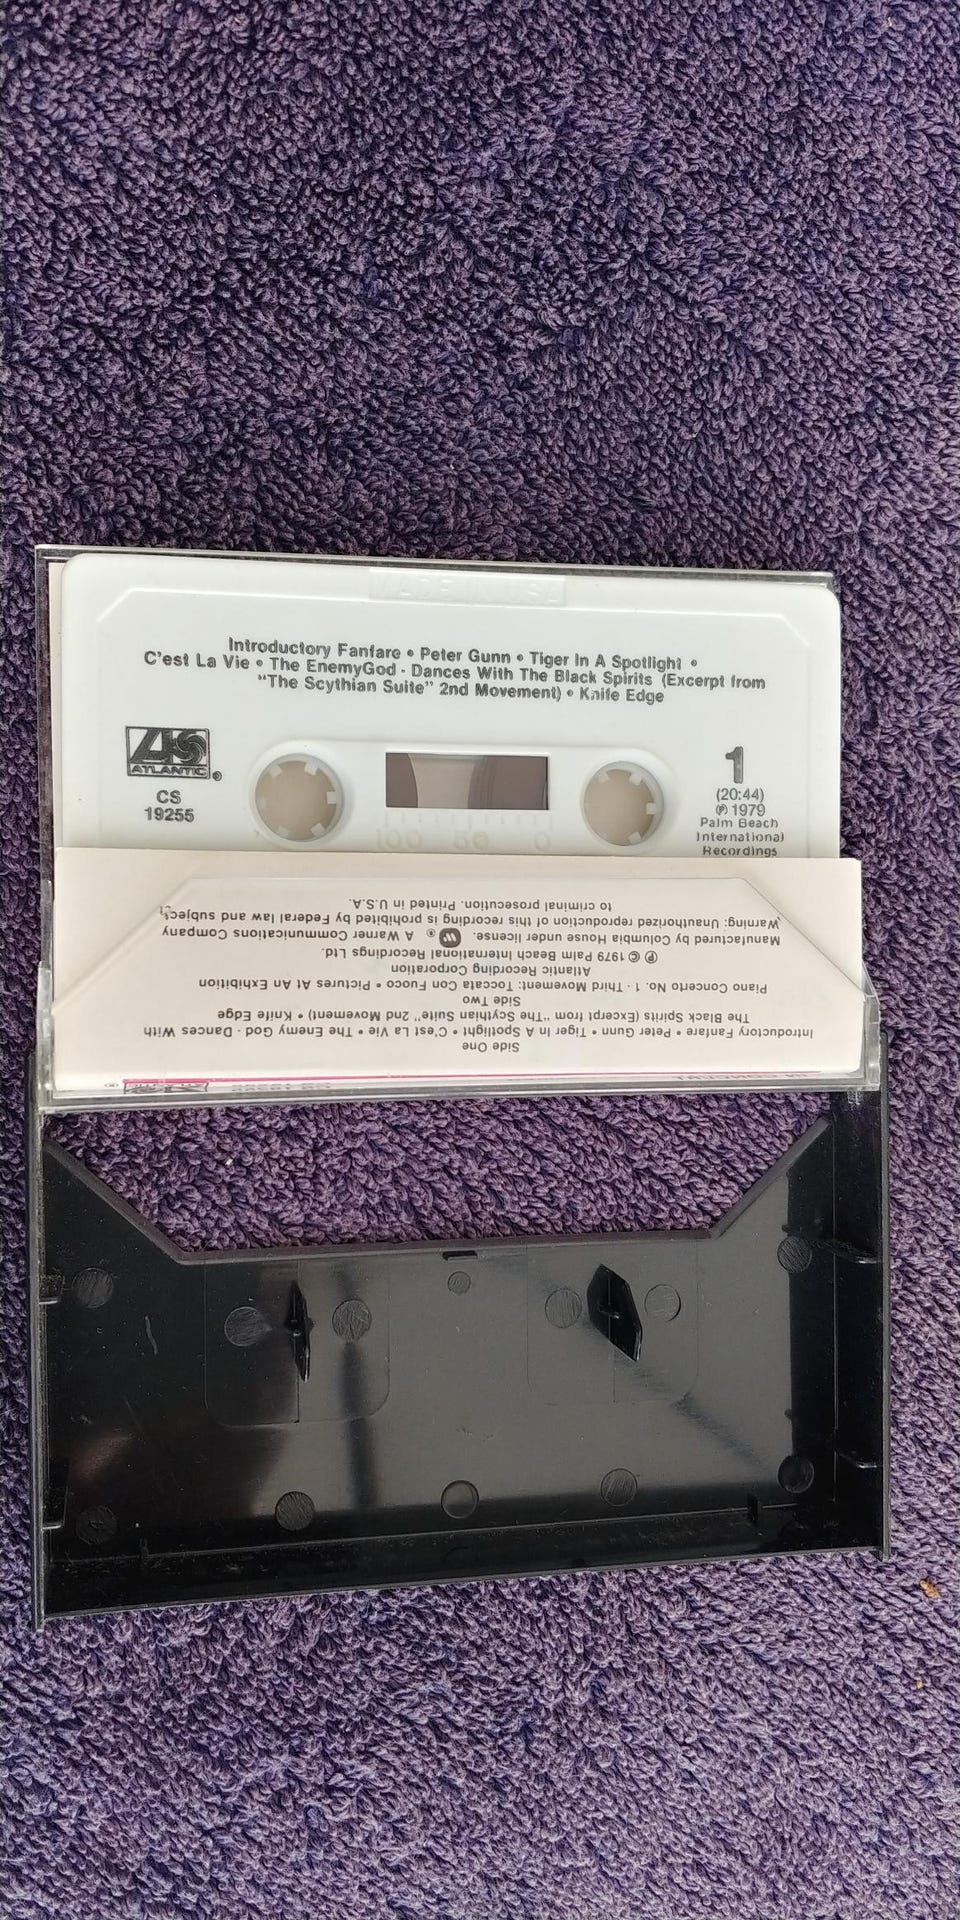 MADE IN USA
Introductory Fanfare • Peter Gunn • Tiger In A Spotlight •
C'est La Vie • The EnemyGod - Dances With The Black Spirits (Excerpt from
"The Scythian Suite" 2nd Movement) • Knife Edge
ATLANTIC ®
CS
19255
1
(20:44)
℗ 1979
Palm Beach
International
Recordings
100 50 0
Side One
Introductory Fanfare • Peter Gunn • Tiger In A Spotlight • C'est La Vie • The Enemy God - Dances With
The Black Spirits (Excerpt from "The Scythian Suite" 2nd Movement) • Knife Edge
Side Two
Piano Concerto No. 1 - Third Movement: Toccata Con Fuoco • Pictures At An Exhibition
Atlantic Recording Corporation
℗ © 1979 Palm Beach International Recordings Ltd.
Manufactured by Columbia House under license. ® A Warner Communications Company
Warning: Unauthorized reproduction of this recording is prohibited by Federal law and subject
to criminal prosecution. Printed in U.S.A.
IN CONCERT